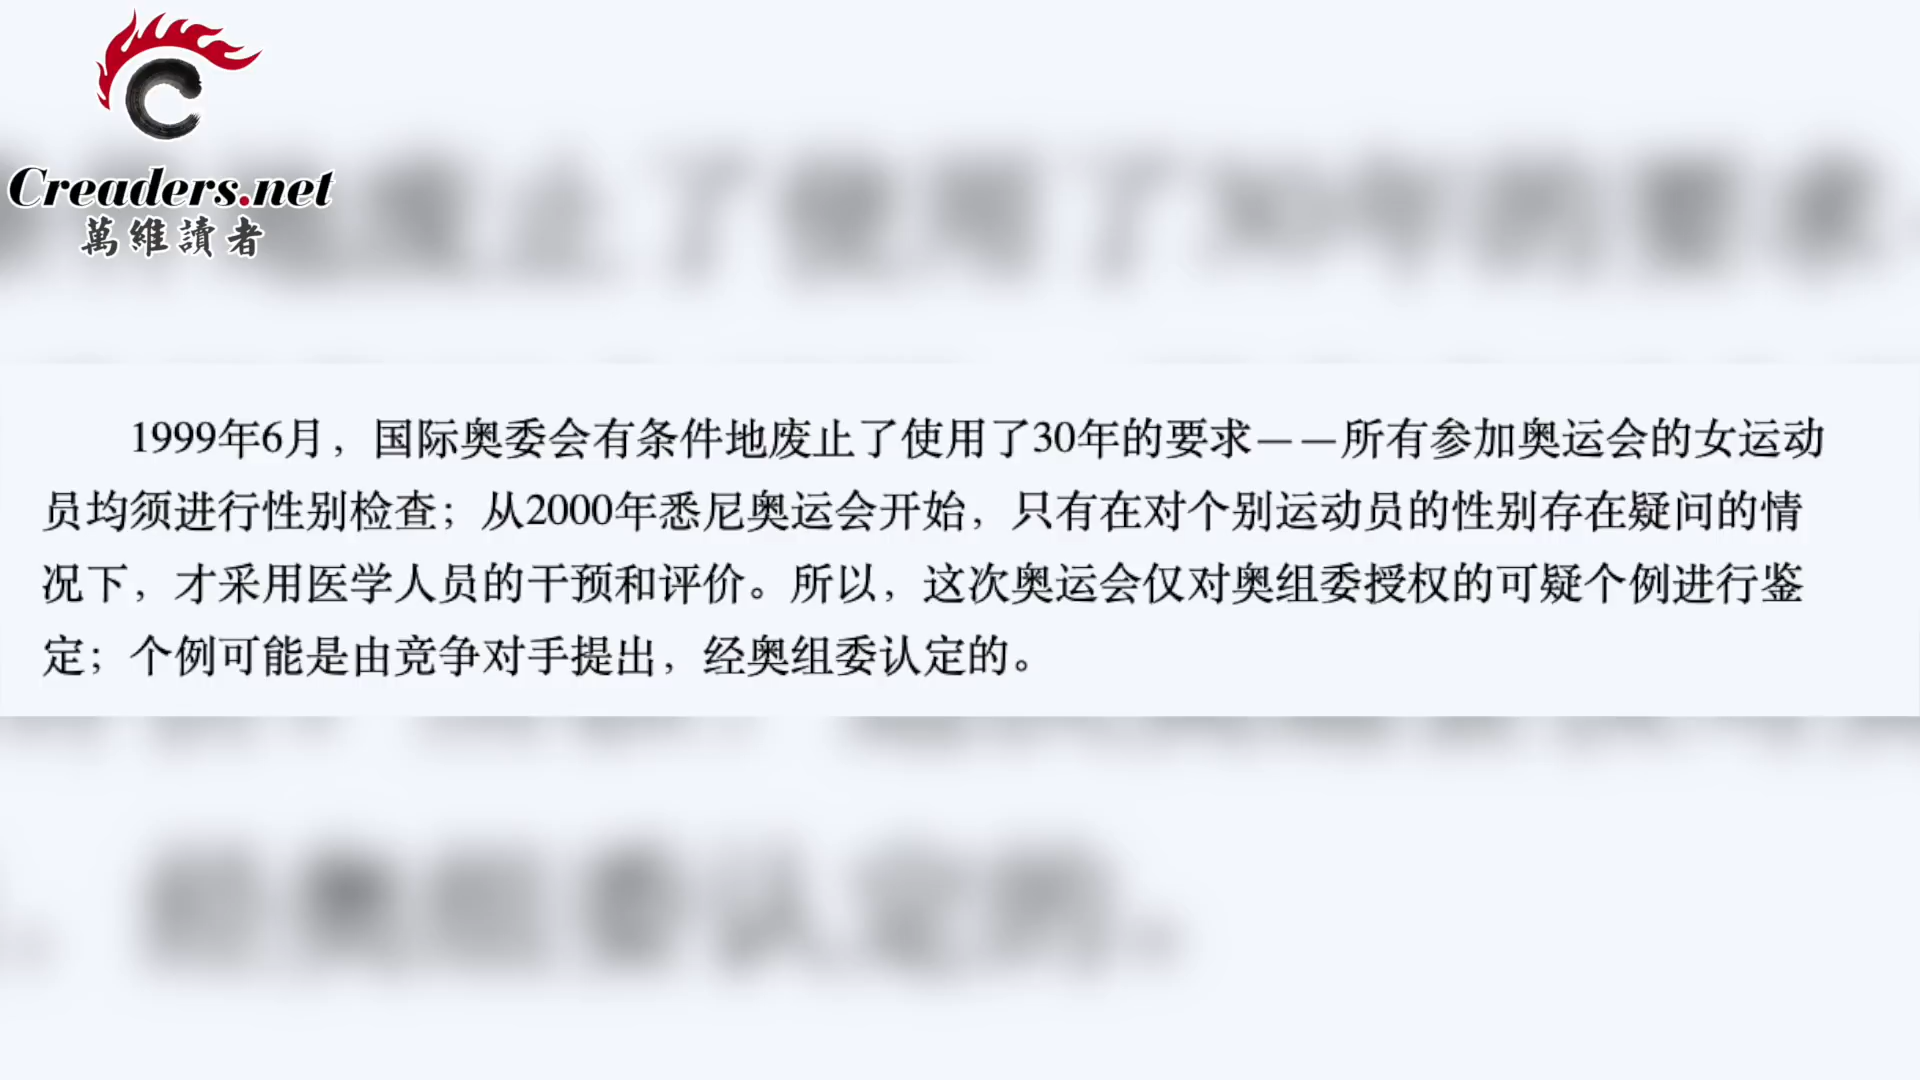 Creaders.net
萬維讀者
1999年6月，国际奥委会有条件地废止了使用了30年的要求——所有参加奥运会的女运动
员均须进行性别检查；从2000年悉尼奥运会开始，只有在对个别运动员的性别存在疑问的情
况下，才采用医学人员的干预和评价。所以，这次奥运会仅对奥组委授权的可疑个例进行鉴
定；个例可能是由竞争对手提出，经奥组委认定的。